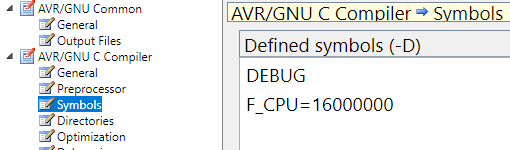 AVR/GNU Common
General
Output Files
AVR/GNU C Compiler
General
Preprocessor
Symbols
Directories
Optimization
AVR/GNU C Compiler ➡ Symbols
Defined symbols (-D)
DEBUG
F_CPU=16000000